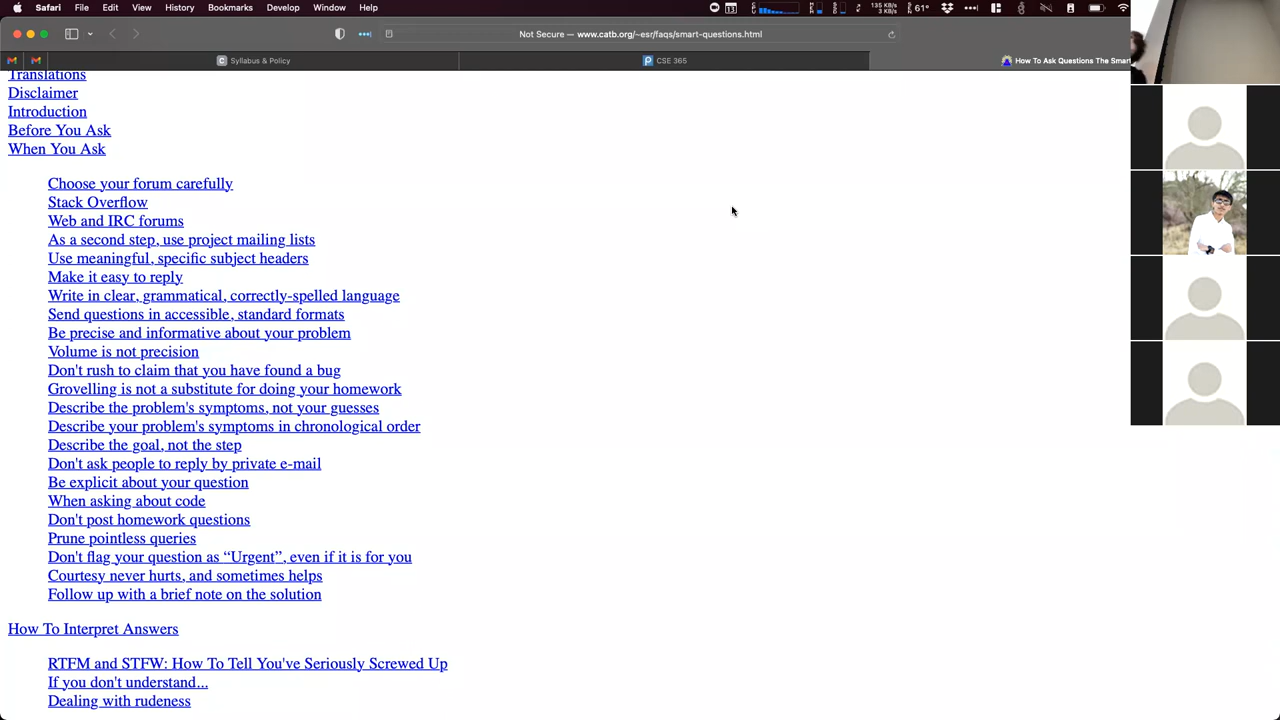 Safari File Edit View History Bookmarks Develop Window Help
135 KB/s
3 KB/s
61°
Not Secure — www.catb.org/~esr/faqs/smart-questions.html
Syllabus & Policy
CSE 365
How To Ask Questions The Smart
Translations
Disclaimer
Introduction
Before You Ask
When You Ask
Choose your forum carefully
Stack Overflow
Web and IRC forums
As a second step, use project mailing lists
Use meaningful, specific subject headers
Make it easy to reply
Write in clear, grammatical, correctly-spelled language
Send questions in accessible, standard formats
Be precise and informative about your problem
Volume is not precision
Don't rush to claim that you have found a bug
Grovelling is not a substitute for doing your homework
Describe the problem's symptoms, not your guesses
Describe your problem's symptoms in chronological order
Describe the goal, not the step
Don't ask people to reply by private e-mail
Be explicit about your question
When asking about code
Don't post homework questions
Prune pointless queries
Don't flag your question as “Urgent”, even if it is for you
Courtesy never hurts, and sometimes helps
Follow up with a brief note on the solution
How To Interpret Answers
RTFM and STFW: How To Tell You've Seriously Screwed Up
If you don't understand...
Dealing with rudeness